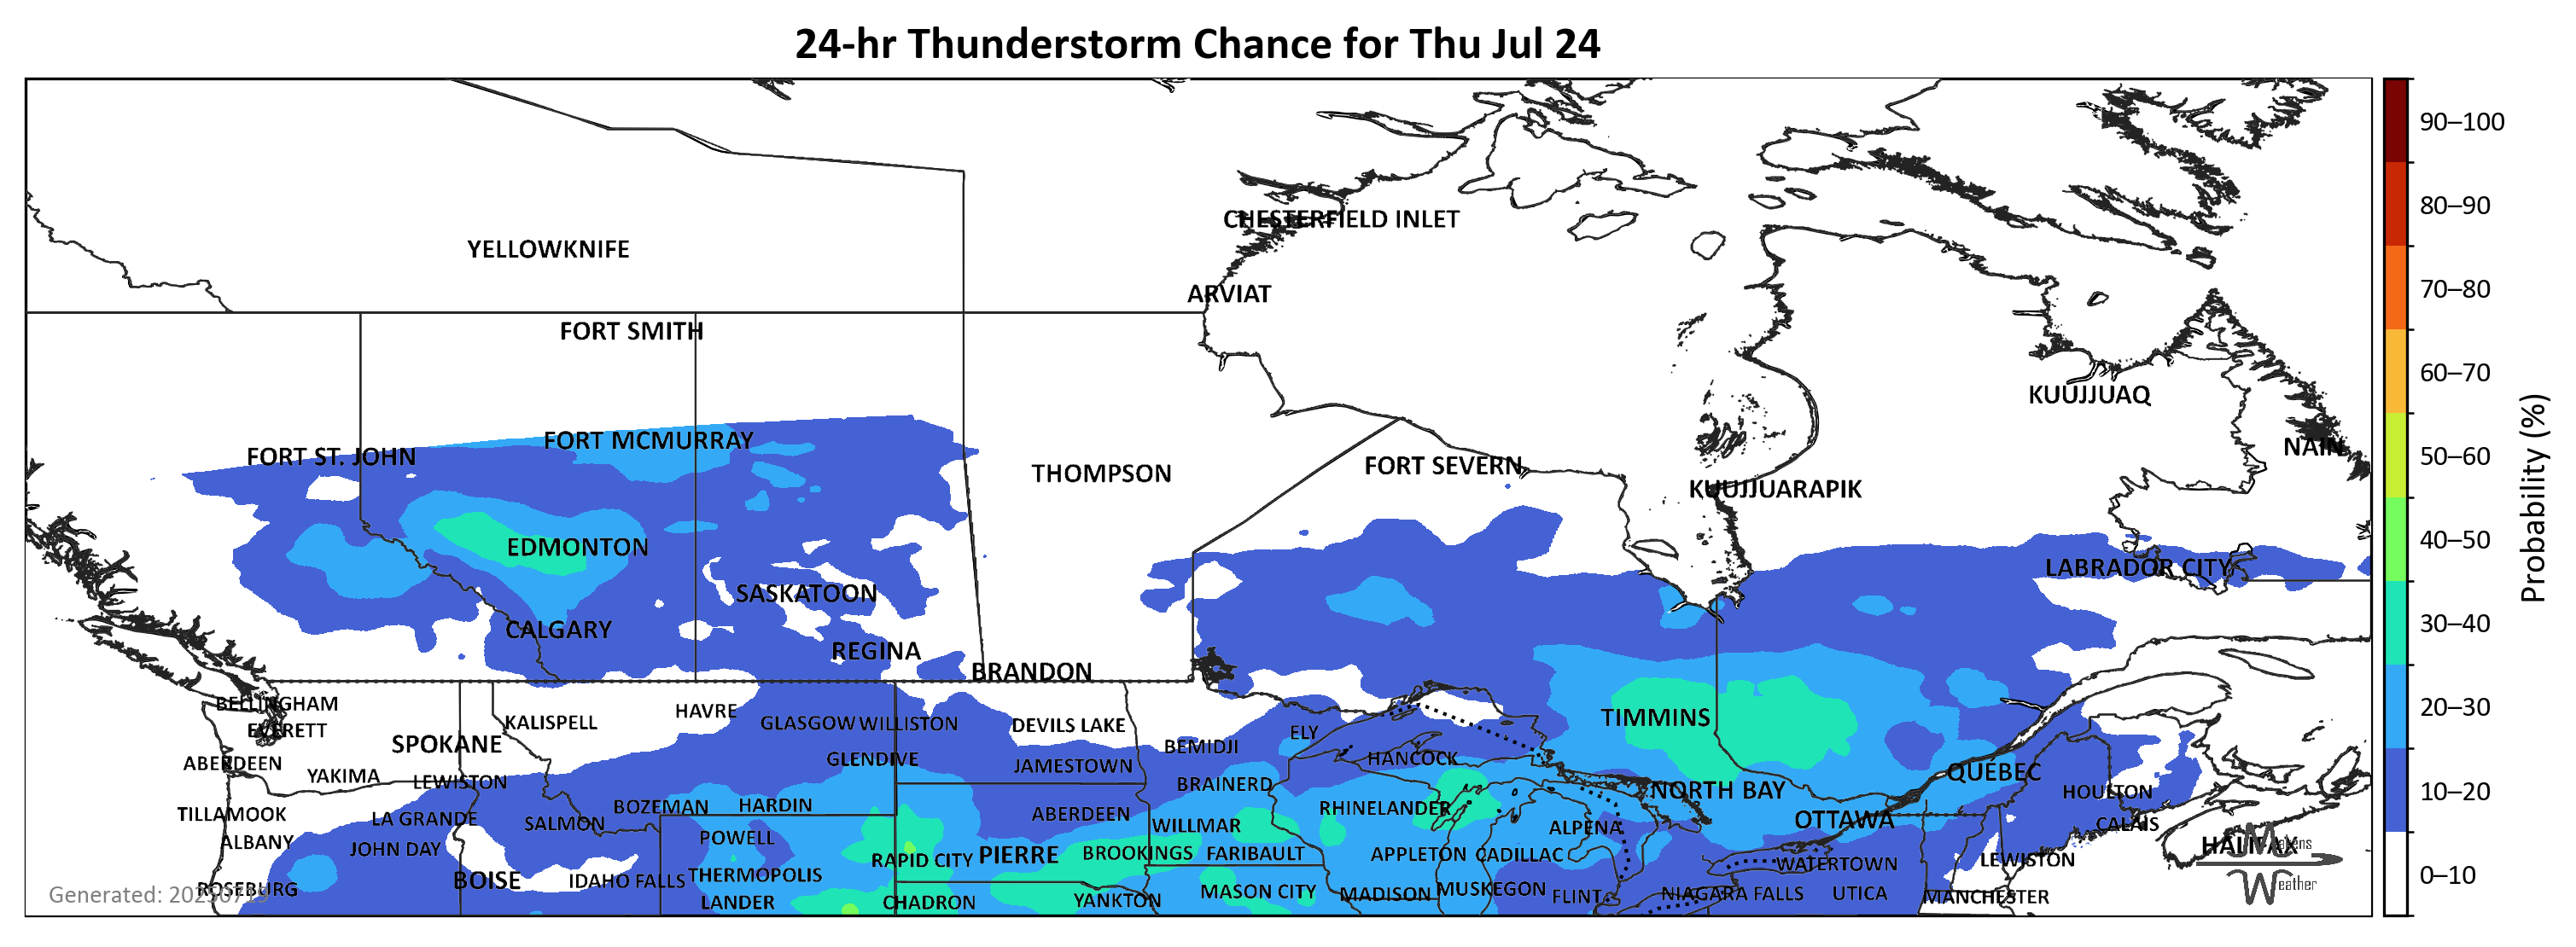 24-hr Thunderstorm Chance for Thu Jul 24
CHESTERFIELD INLET
YELLOWKNIFE
ARVIAT
FORT SMITH
KUUJJUAQ
FORT MCMURRAY
NAIN
FORT ST. JOHN
FORT SEVERN
THOMPSON
KUUJJUARAPIK
EDMONTON
LABRADOR CITY
SASKATOON
CALGARY
REGINA
BRANDON
BELLINGHAM
KALISPELL
HAVRE
GLASGOW
WILLISTON
DEVILS LAKE
TIMMINS
EVERETT
ELY
SPOKANE
BEMIDJI
ABERDEEN
GLENDIVE
HANCOCK
JAMESTOWN
QUÉBEC
YAKIMA
LEWISTON
BRAINERD
NORTH BAY
HOULTON
BOZEMAN
HARDIN
RHINELANDER
TILLAMOOK
LA GRANDE
SALMON
ABERDEEN
WILLMAR
ALPENA
OTTAWA
CALAIS
ALBANY
JOHN DAY
POWELL
RAPID CITY
PIERRE
BROOKINGS
FARIBAULT
APPLETON
CADILLAC
WATERTOWN
LEWISTON
HALIFAX
BOISE
IDAHO FALLS
THERMOPOLIS
ROSEBURG
MASON CITY
MADISON
MUSKEGON
FLINT
NIAGARA FALLS
UTICA
MANCHESTER
LANDER
CHADRON
YANKTON
Generated: 20250719
Weather
90–100
80–90
70–80
60–70
50–60
40–50
30–40
20–30
10–20
0–10
Probability (%)